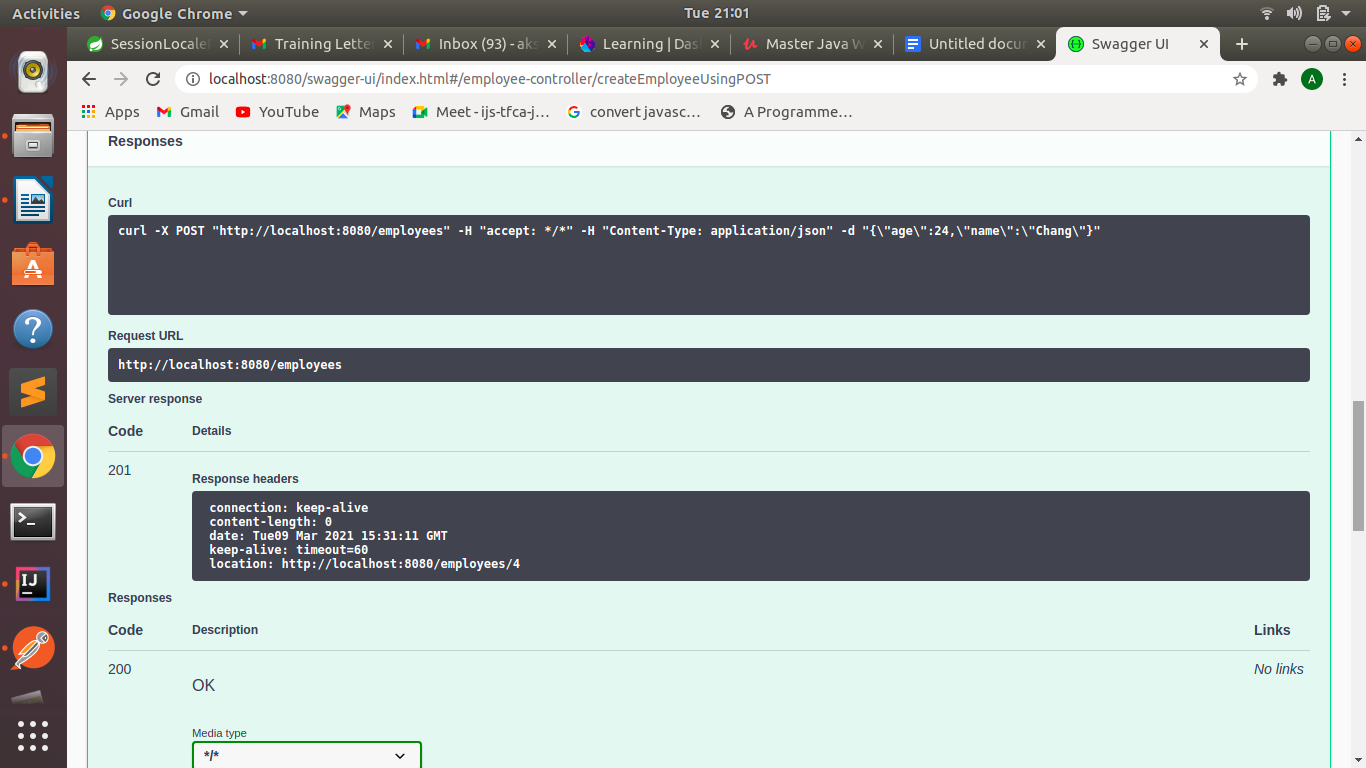 Activities
Google Chrome
Tue 21:01
SessionLocale
Training Lette
Inbox (93) - aks
Learning | Das
Master Java W
Untitled docu
Swagger UI
localhost:8080/swagger-ui/index.html#/employee-controller/createEmployeeUsingPOST
A
Apps
Gmail
YouTube
Maps
Meet - ijs-tfca-j…
convert javasc…
A Programme…
Responses
Curl
curl -X POST "http://localhost:8080/employees" -H "accept: */*" -H "Content-Type: application/json" -d "{\"age\":24,\"name\":\"Chang\"}"
Request URL
http://localhost:8080/employees
Server response
Code
Details
201
Response headers
connection: keep-alive
content-length: 0
date: Tue09 Mar 2021 15:31:11 GMT
keep-alive: timeout=60
location: http://localhost:8080/employees/4
Responses
Code
Description
Links
200
OK
No links
Media type
*/*